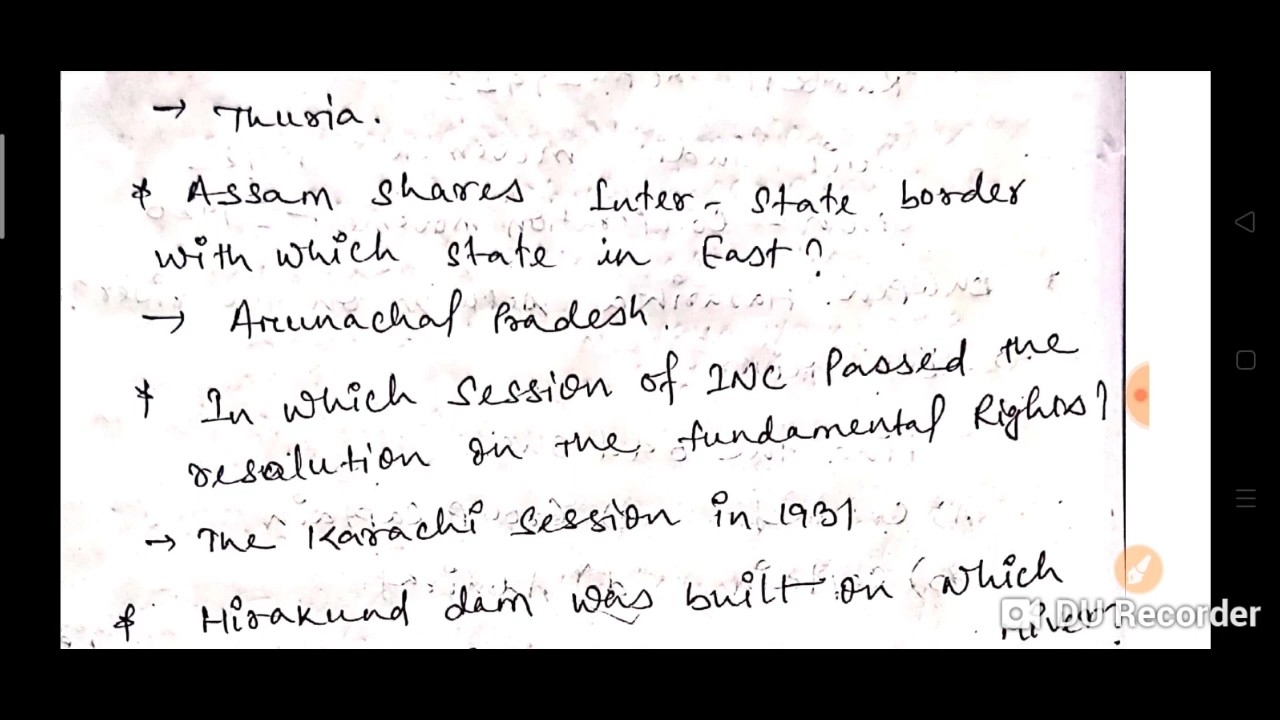 → Thuria.
* Assam shares Inter-State border
with which state in East?
→ Arunachal Pradesh.
* In which Session of INC Passed the
resolution on the fundamental Rights?
→ The Karachi Session in 1931
* Hirakund dam was built on which
River?
DU Recorder